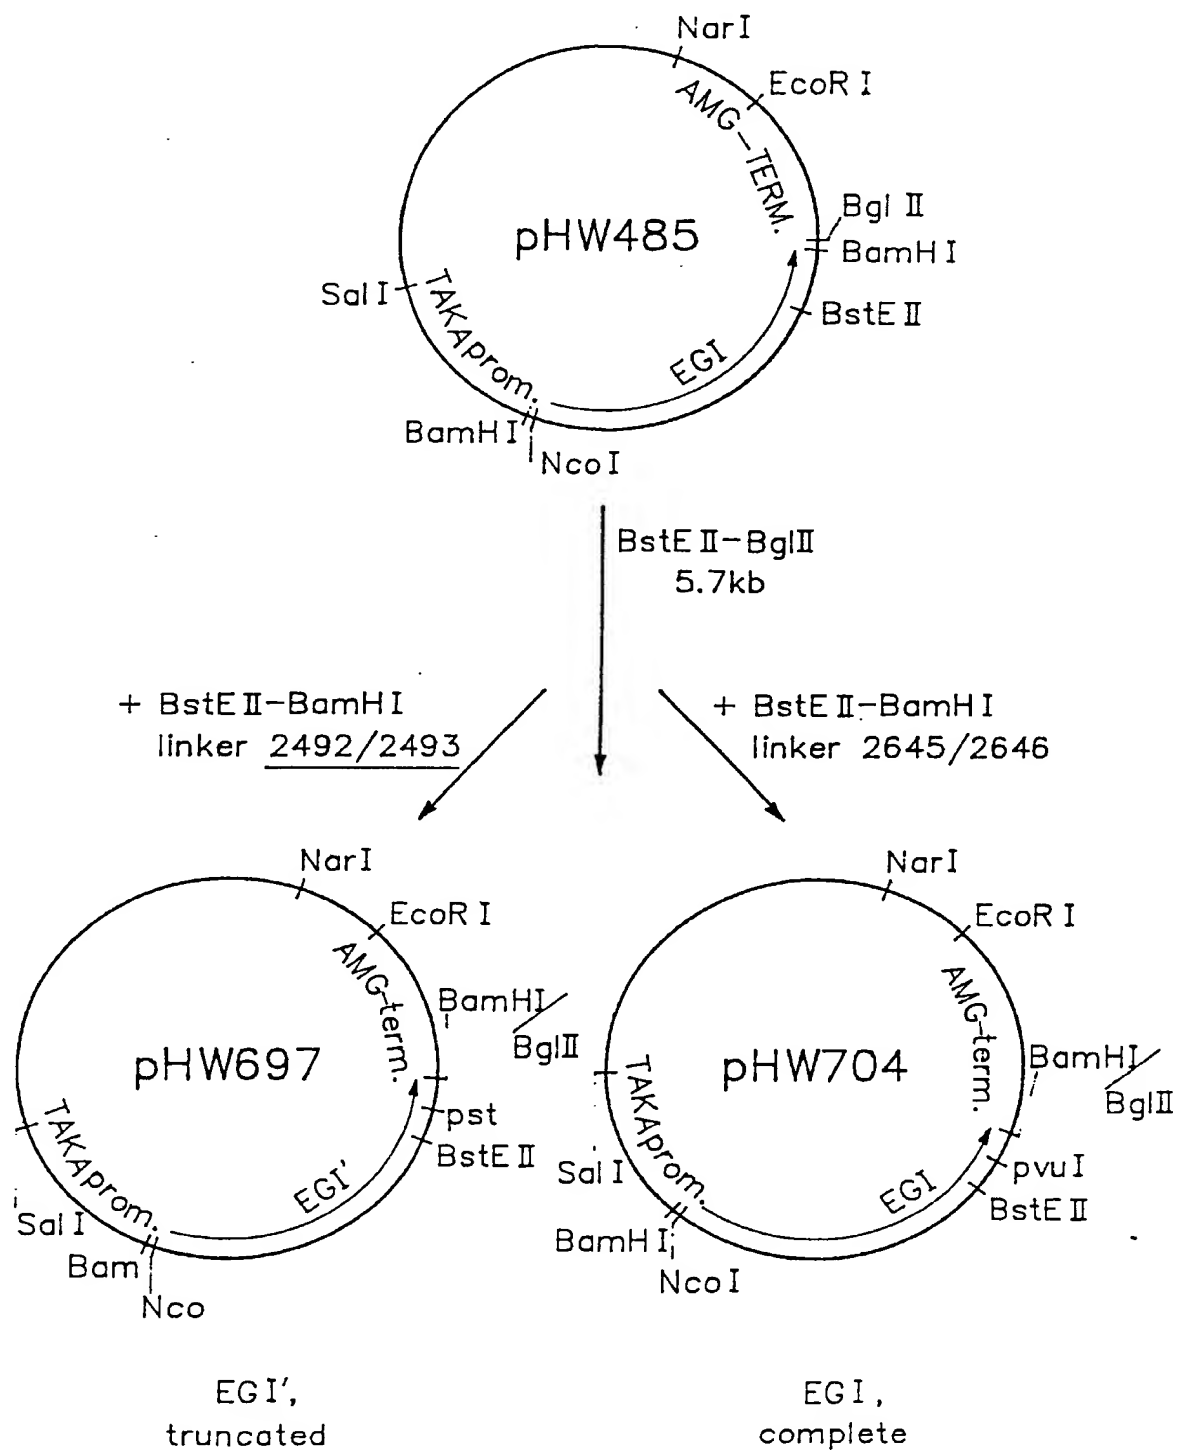 NarI
EcoR I
AMG-TERM.
Bgl II
BamH I
pHW485
Sal I
BstE II
TAKAprom.
EGI
BamH I
Nco I
BstE II-BglII
5.7kb
+ BstE II-BamH I
linker 2492/2493
+ BstE II-BamH I
linker 2645/2646
NarI
EcoR I
AMG-term.
BamHI/
BglII
pHW697
pst
BstE II
TAKAprom.
EGI'
Sal I
Bam
Nco
NarI
EcoR I
AMG-term.
BamHI/
BglII
pHW704
TAKAprom.
Sal I
EGI
pvuI
BstE II
BamH I
Nco I
EGI',
truncated
EGI,
complete